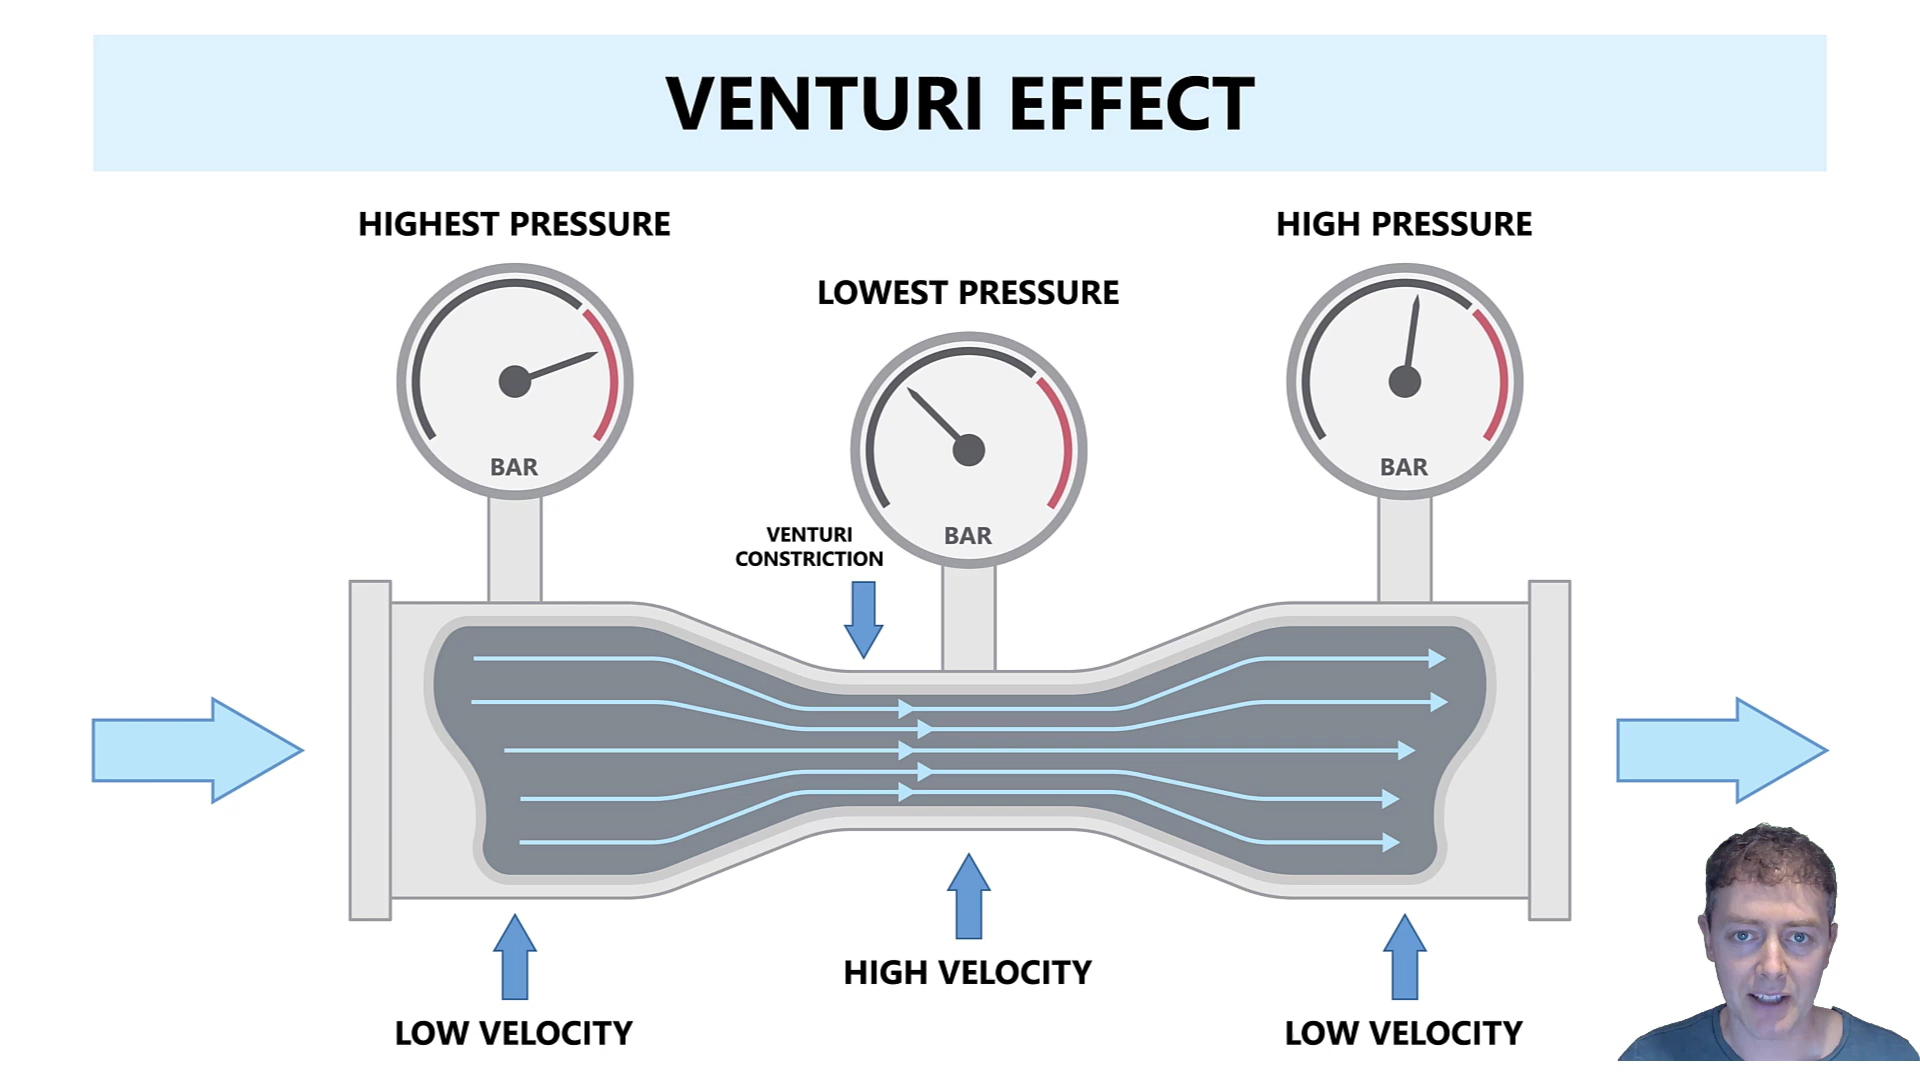 VENTURI EFFECT
HIGHEST PRESSURE
LOWEST PRESSURE
HIGH PRESSURE
BAR
BAR
BAR
VENTURI
CONSTRICTION
LOW VELOCITY
HIGH VELOCITY
LOW VELOCITY